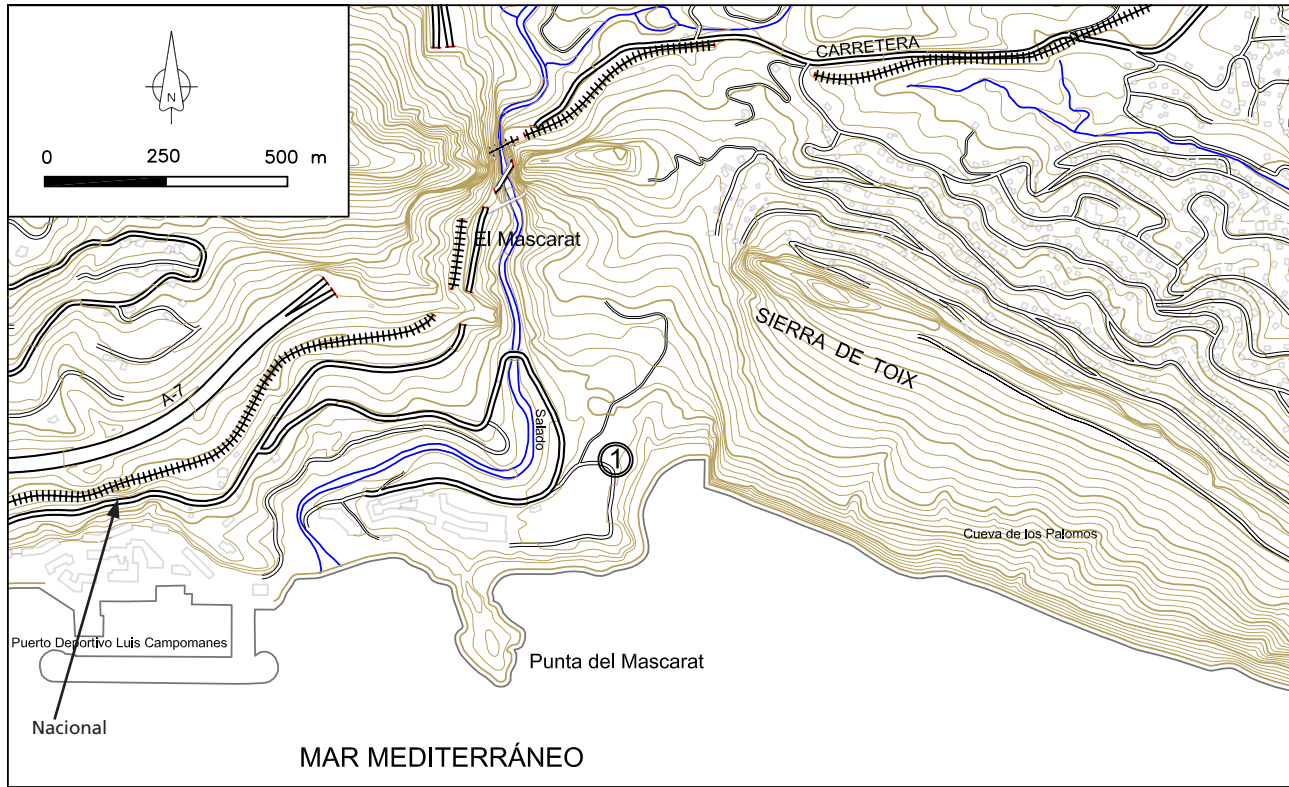 N
0 250 500 m
CARRETERA
El Mascarat
SIERRA DE TOIX
A-7
Salado
1
Cueva de los Palomos
Puerto Deportivo Luis Campomanes
Punta del Mascarat
Nacional
MAR MEDITERRÁNEO